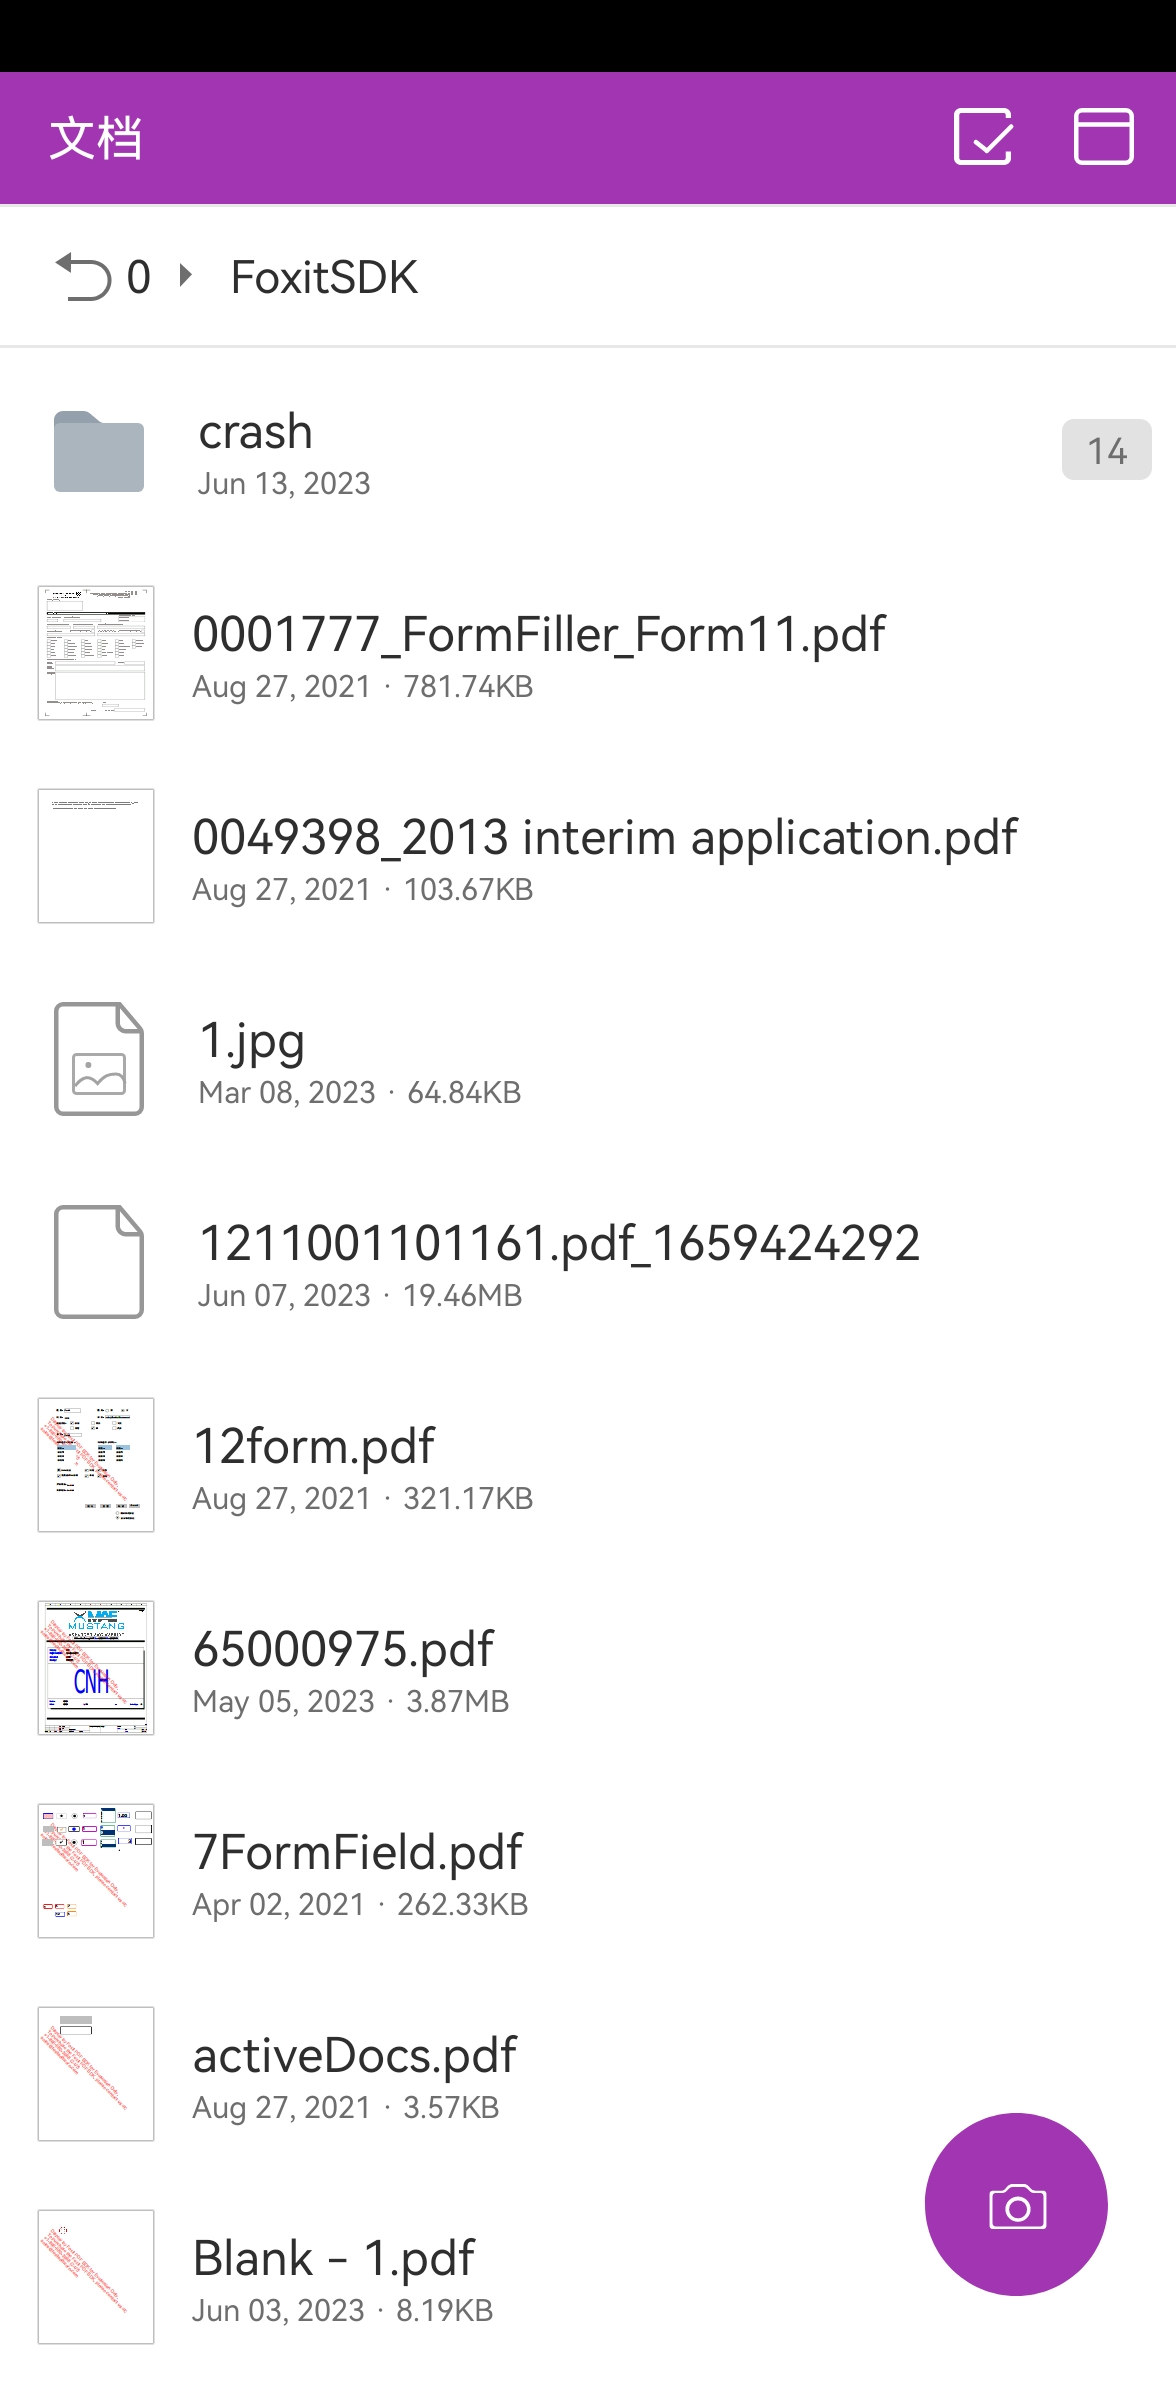 文档
0 FoxitSDK
crash
Jun 13, 2023
14
0001777_FormFiller_Form11.pdf
Aug 27, 2021 · 781.74KB
0049398_2013 interim application.pdf
Aug 27, 2021 · 103.67KB
1.jpg
Mar 08, 2023 · 64.84KB
1211001101161.pdf_1659424292
Jun 07, 2023 · 19.46MB
12form.pdf
Aug 27, 2021 · 321.17KB
MUSTANG
CNH
65000975.pdf
May 05, 2023 · 3.87MB
7FormField.pdf
Apr 02, 2021 · 262.33KB
activeDocs.pdf
Aug 27, 2021 · 3.57KB
Blank - 1.pdf
Jun 03, 2023 · 8.19KB